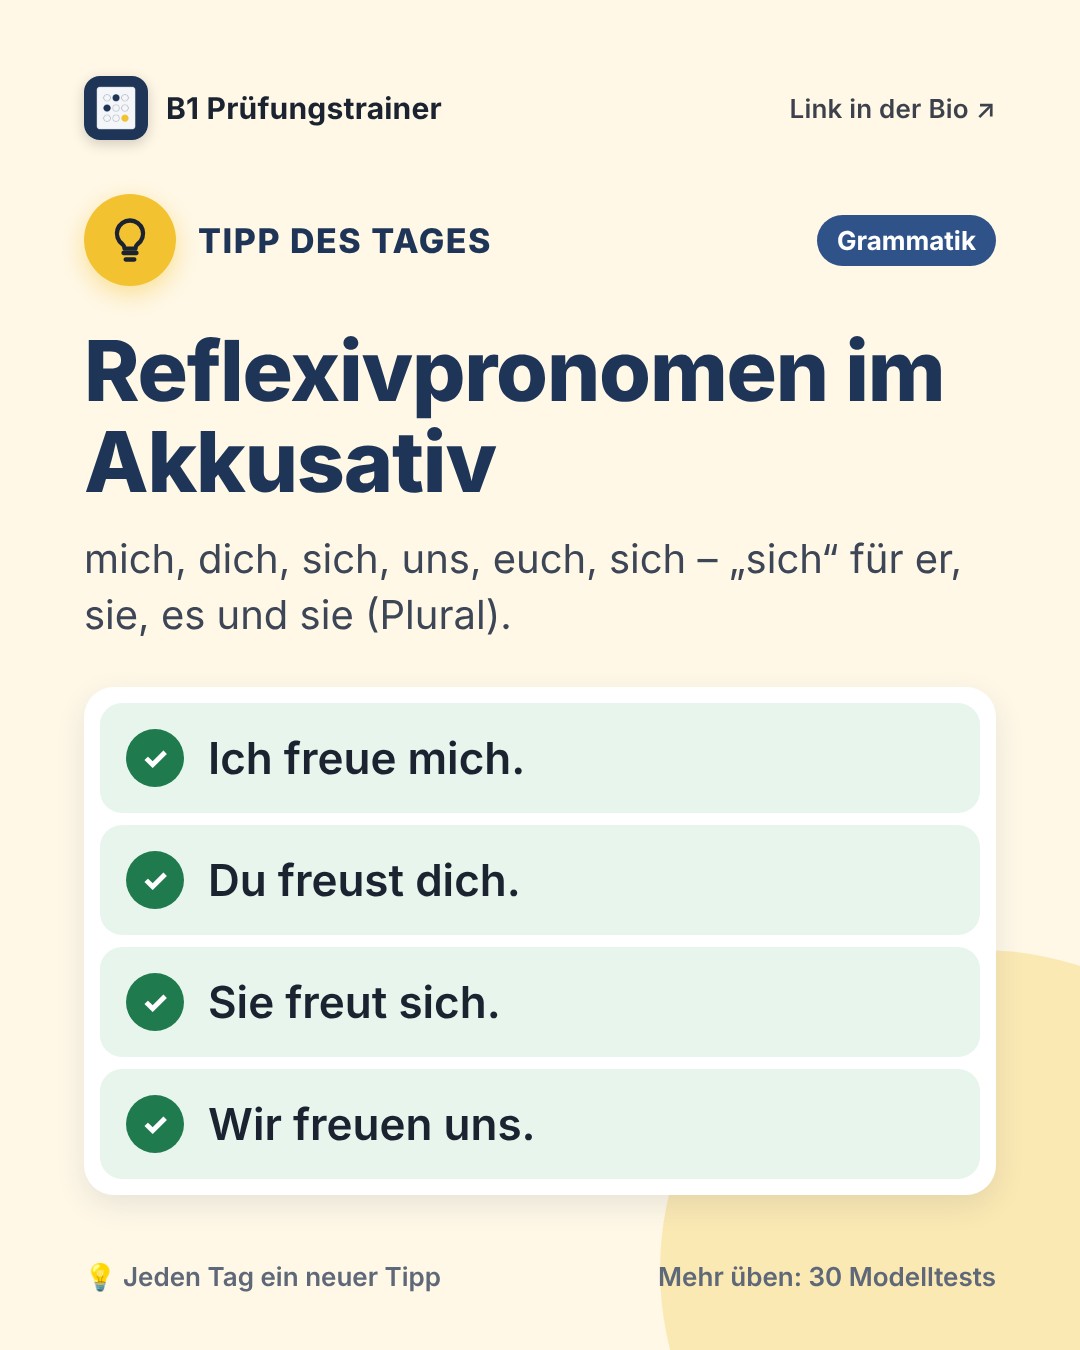 B1 Prüfungstrainer
Link in der Bio ↗
TIPP DES TAGES
Grammatik
Reflexivpronomen im
Akkusativ
mich, dich, sich, uns, euch, sich – „sich“ für er,
sie, es und sie (Plural).
Ich freue mich.
Du freust dich.
Sie freut sich.
Wir freuen uns.
💡 Jeden Tag ein neuer Tipp
Mehr üben: 30 Modelltests